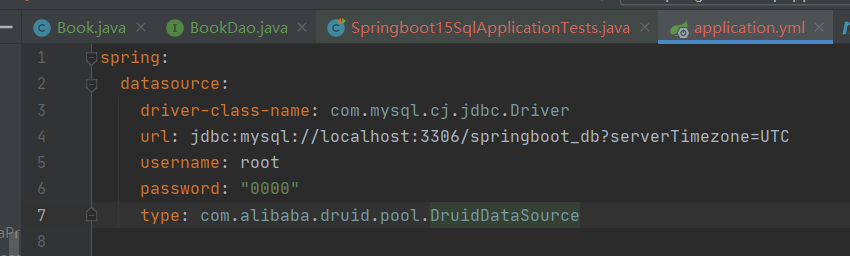 Book.java
BookDao.java
Springboot15SqlApplicationTests.java
application.yml
1 spring:
2 datasource:
3 driver-class-name: com.mysql.cj.jdbc.Driver
4 url: jdbc:mysql://localhost:3306/springboot_db?serverTimezone=UTC
5 username: root
6 password: "0000"
7 type: com.alibaba.druid.pool.DruidDataSource
8